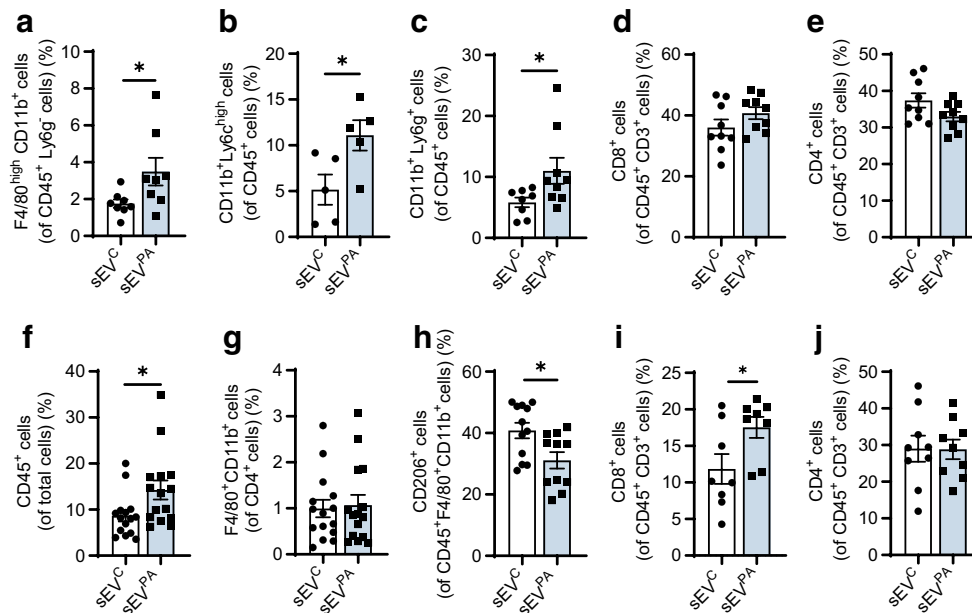 a
F4/80high CD11b+ cells
(of CD45+ Ly6g- cells) (%)
10
8
6
4
2
0
*
sEVC
sEVPA
b
CD11b+Ly6chigh cells
(of CD45+ cells) (%)
20
15
10
5
0
*
sEVC
sEVPA
c
CD11b+ Ly6g+ cells
(of CD45+ cells) (%)
30
20
10
0
*
sEVC
sEVPA
d
CD8+ cells
(of CD45+ CD3+ cells) (%)
60
40
20
0
sEVC
sEVPA
e
CD4+ cells
(of CD45+ CD3+ cells) (%)
50
40
30
20
10
0
sEVC
sEVPA
f
CD45+ cells
(of total cells) (%)
40
30
20
10
0
*
sEVC
sEVPA
g
F4/80+CD11b+ cells
(of CD4+ cells) (%)
4
3
2
1
0
sEVC
sEVPA
h
CD206+ cells
(of CD45+F4/80+CD11b+ cells) (%)
60
40
20
0
*
sEVC
sEVPA
i
CD8+ cells
(of CD45+ CD3+ cells) (%)
25
20
15
10
5
0
*
sEVC
sEVPA
j
CD4+ cells
(of CD45+ CD3+ cells) (%)
50
40
30
20
10
0
sEVC
sEVPA